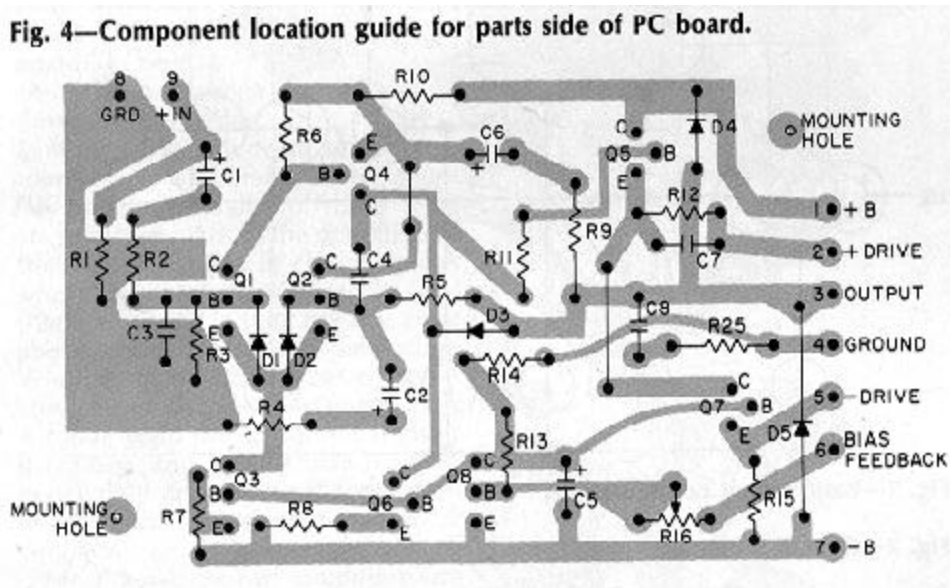 Fig. 4—Component location guide for parts side of PC board.
8 9
GRD +IN
R10
R6
E
C6
+
C
D4
MOUNTING
HOLE
+
C1
B Q4
Q5 B
C
E
R12
1 +B
R1 R2
C Q1
Q2 C
C4
R11
R9
C7
2 + DRIVE
B
B
R5
D3
3 OUTPUT
C3
E
E
C9
R25
R3
D1 D2
R14
4 GROUND
C2
+
C
5 - DRIVE
R4
Q7 B
E
D5
BIAS
6 FEEDBACK
R13
C
Q3
C
Q8 C
+
B
Q6 B
B
C5
R15
MOUNTING
HOLE
R7
E
R8
E
E
R16
7 -B